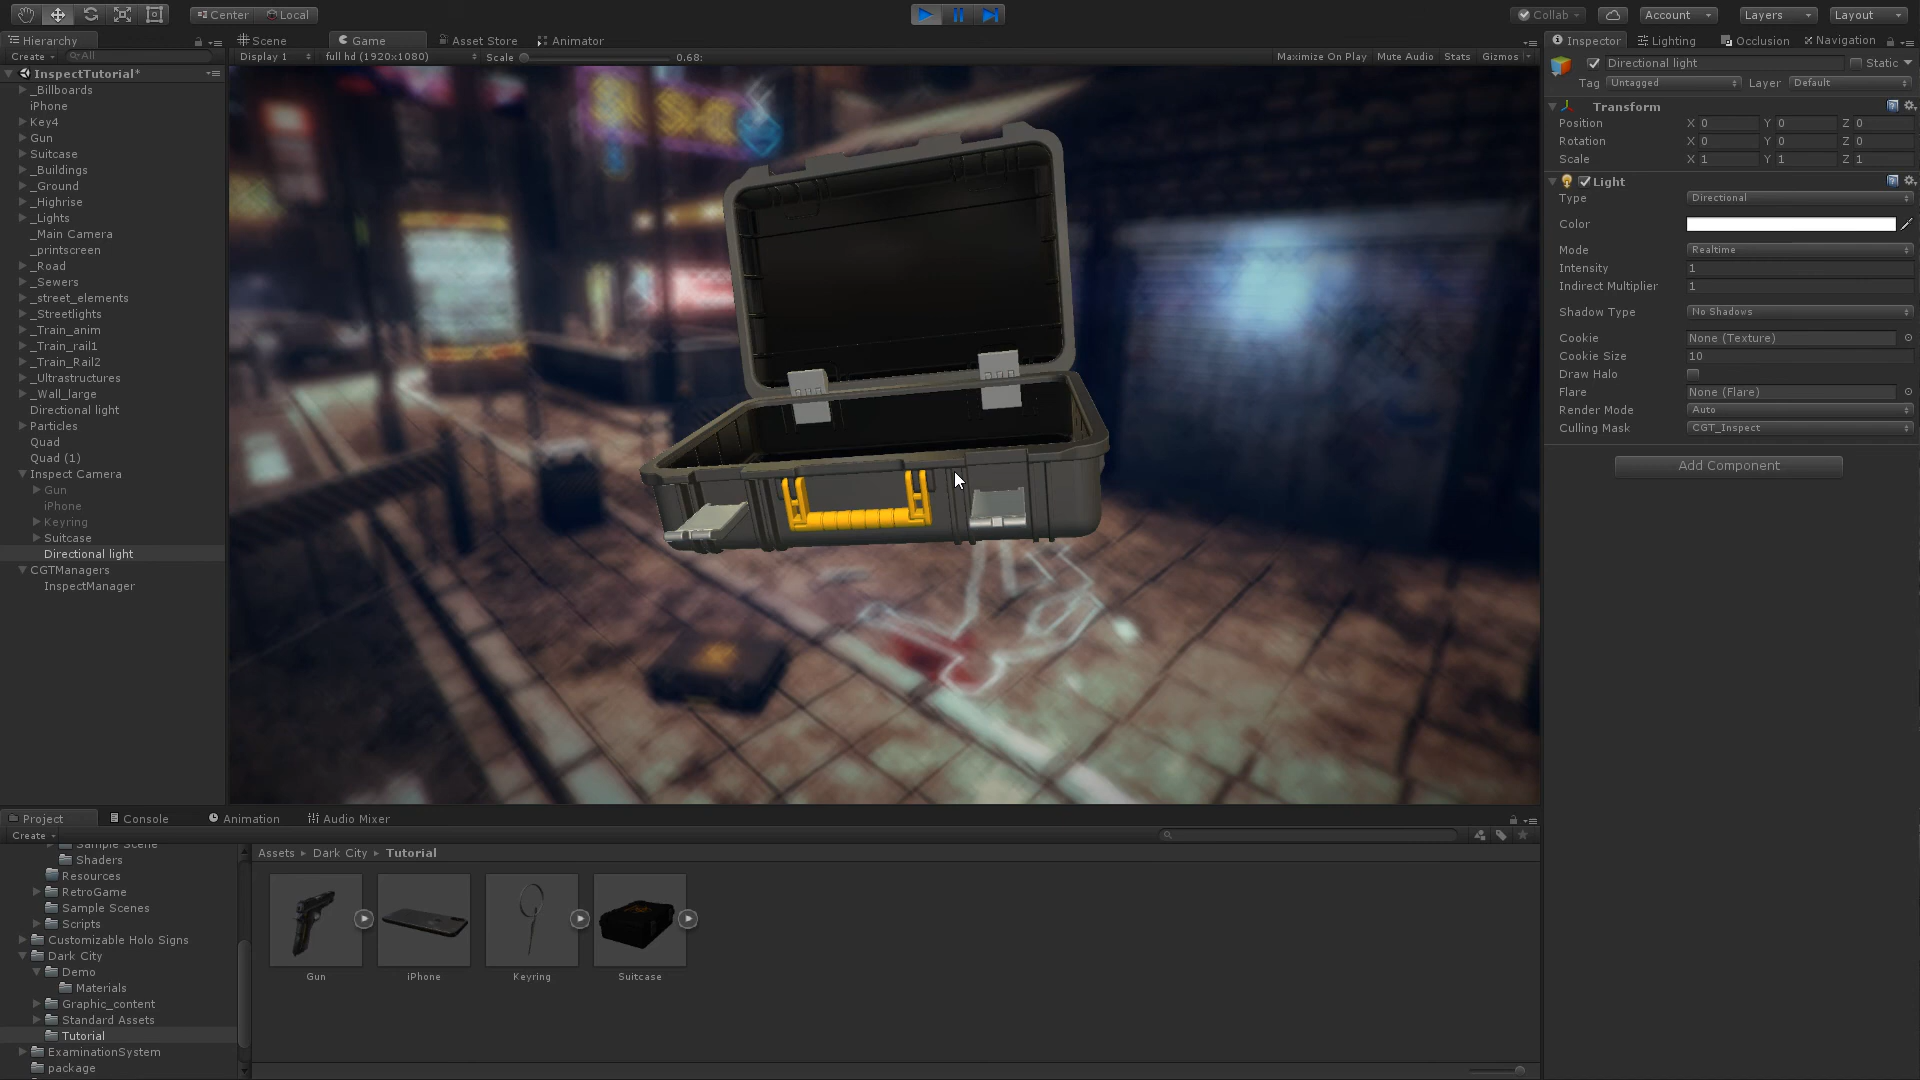 Center Local Collab Account Layers Layout
Hierarchy Scene Game Asset Store Animator Inspector Lighting Occlusion Navigation
Create All Display 1 full hd (1920x1080) Scale 0.68: Maximize On Play Mute Audio Stats Gizmos
InspectTutorial*
_Billboards
iPhone
Key4
Gun
Suitcase
_Buildings
_Ground
_Highrise
_Lights
_Main Camera
_printscreen
_Road
_Sewers
_street_elements
_Streetlights
_Train_anim
_Train_rail1
_Train_Rail2
_Ultrastructures
_Wall_large
Directional light
Particles
Quad
Quad (1)
Inspect Camera
Gun
iPhone
Keyring
Suitcase
Directional light
CGTManagers
InspectManager
Directional light Static
Tag Untagged Layer Default
Transform
Position X 0 Y 0 Z 0
Rotation X 0 Y 0 Z 0
Scale X 1 Y 1 Z 1
Light
Type Directional
Color
Mode Realtime
Intensity 1
Indirect Multiplier 1
Shadow Type No Shadows
Cookie None (Texture)
Cookie Size 10
Draw Halo
Flare None (Flare)
Render Mode Auto
Culling Mask CGT_Inspect
Add Component
Project Console Animation Audio Mixer
Create
Sample Scene
Shaders
Resources
RetroGame
Sample Scenes
Scripts
Customizable Holo Signs
Dark City
Demo
Materials
Graphic_content
Standard Assets
Tutorial
ExaminationSystem
package
Assets Dark City Tutorial
Gun iPhone Keyring Suitcase